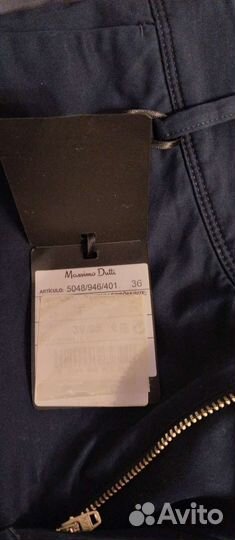 Massimo Dutti
ARTÍCULO: 5048/946/401 36
Avito